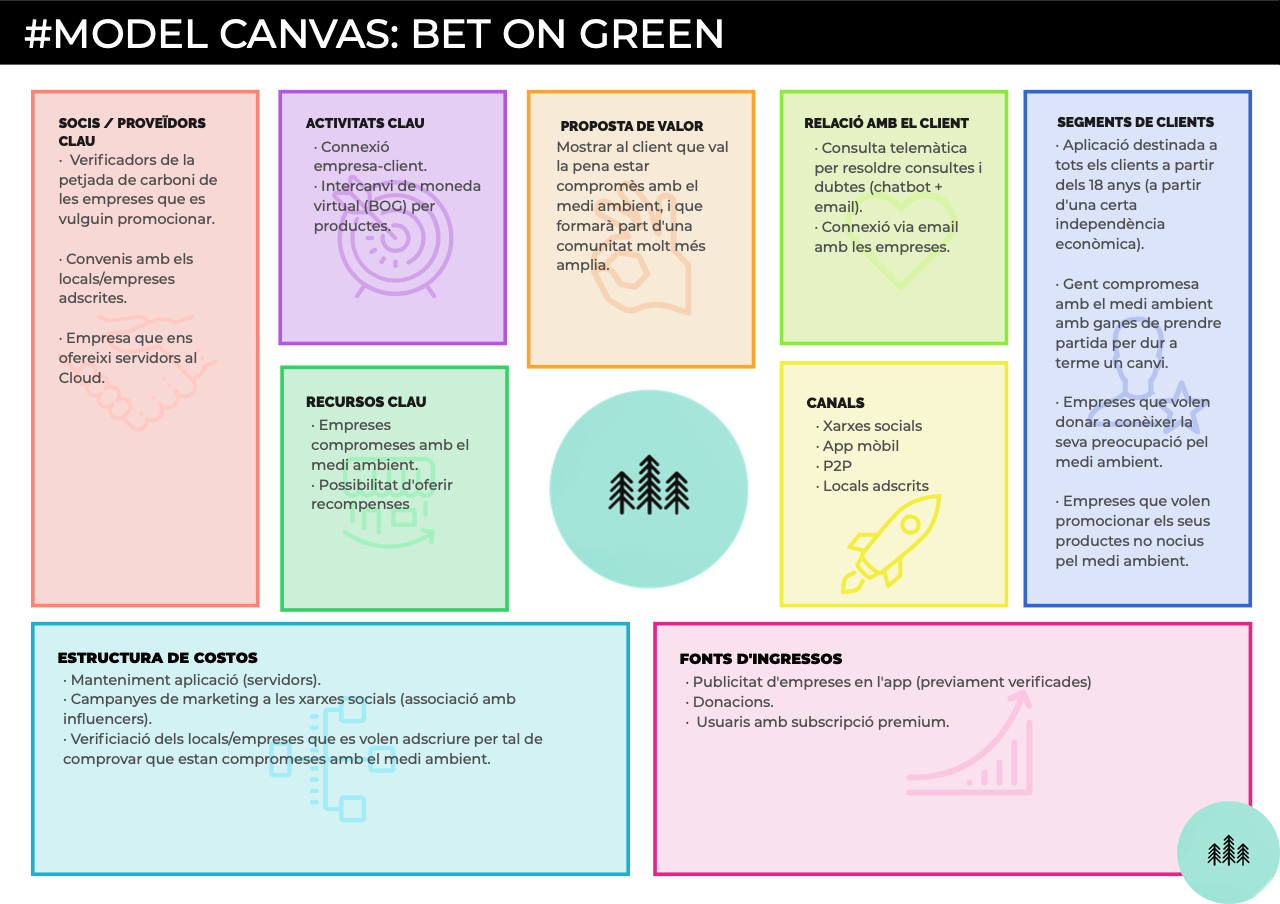 #MODEL CANVAS: BET ON GREEN
SOCIS / PROVEÏDORS
CLAU
·  Verificadors de la
petjada de carboni de
les empreses que es
vulguin promocionar.
· Convenis amb els
locals/empreses
adscrites.
· Empresa que ens
ofereixi servidors al
Cloud.
ACTIVITATS CLAU
· Connexió
empresa-client.
· Intercanvi de moneda
virtual (BOG) per
productes.
RECURSOS CLAU
· Empreses
compromeses amb el
medi ambient.
· Possibilitat d'oferir
recompenses
PROPOSTA DE VALOR
Mostrar al client que val
la pena estar
compromès amb el
medi ambient, i que
formarà part d'una
comunitat molt més
amplia.
RELACIÓ AMB EL CLIENT
· Consulta telemàtica
per resoldre consultes i
dubtes (chatbot +
email).
· Connexió via email
amb les empreses.
CANALS
· Xarxes socials
· App mòbil
· P2P
· Locals adscrits
SEGMENTS DE CLIENTS
· Aplicació destinada a
tots els clients a partir
dels 18 anys (a partir
d'una certa
independència
econòmica).
· Gent compromesa
amb el medi ambient
amb ganes de prendre
partida per dur a
terme un canvi.
· Empreses que volen
donar a conèixer la
seva preocupació pel
medi ambient.
· Empreses que volen
promocionar els seus
productes no nocius
pel medi ambient.
ESTRUCTURA DE COSTOS
· Manteniment aplicació (servidors).
· Campanyes de marketing a les xarxes socials (associació amb
influencers).
· Verificiació dels locals/empreses que es volen adscriure per tal de
comprovar que estan compromeses amb el medi ambient.
FONTS D'INGRESSOS
· Publicitat d'empreses en l'app (previament verificades)
· Donacions.
·  Usuaris amb subscripció premium.